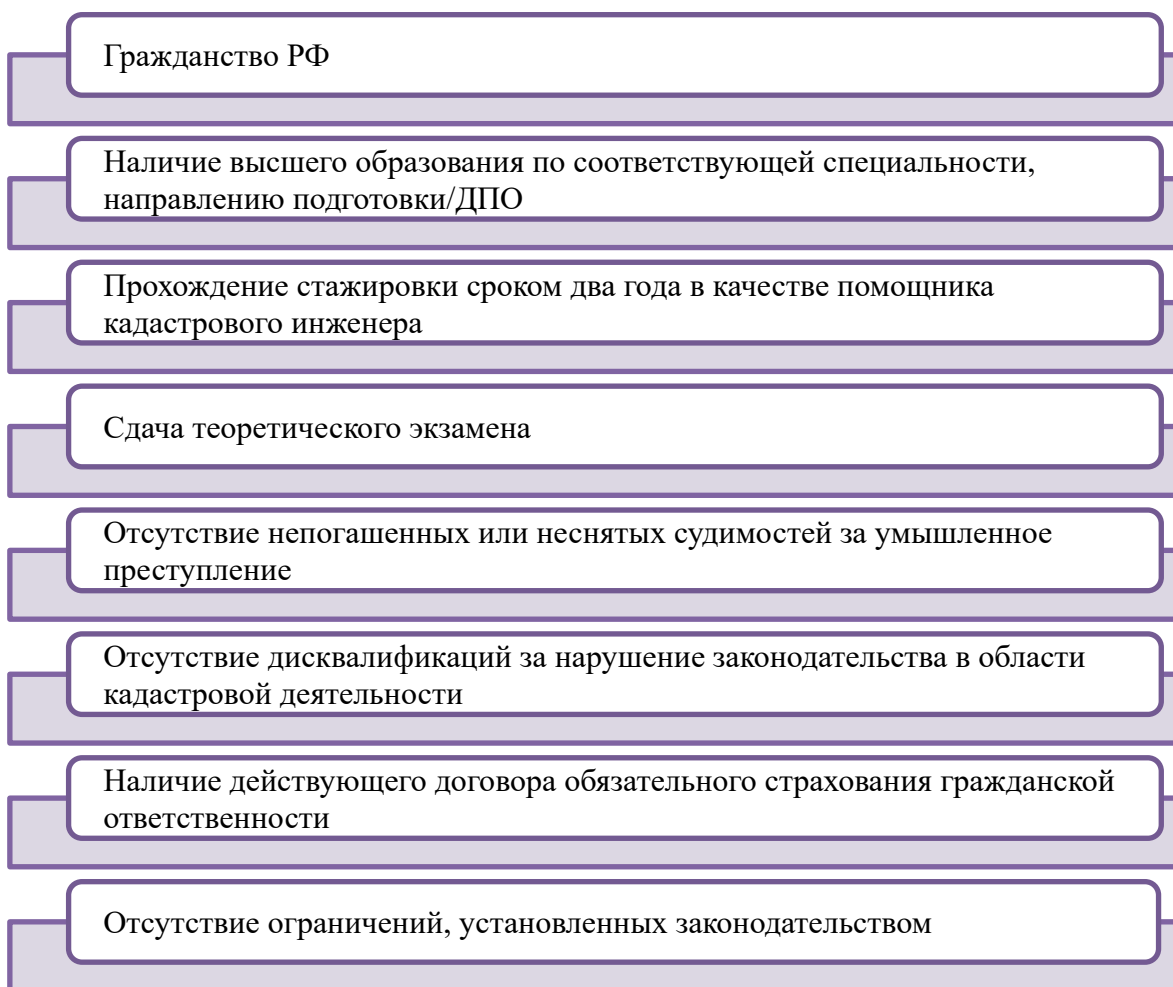 Гражданство РФ
Наличие высшего образования по соответствующей специальности,
направлению подготовки/ДПО
Прохождение стажировки сроком два года в качестве помощника
кадастрового инженера
Сдача теоретического экзамена
Отсутствие непогашенных или неснятых судимостей за умышленное
преступление
Отсутствие дисквалификаций за нарушение законодательства в области
кадастровой деятельности
Наличие действующего договора обязательного страхования гражданской
ответственности
Отсутствие ограничений, установленных законодательством